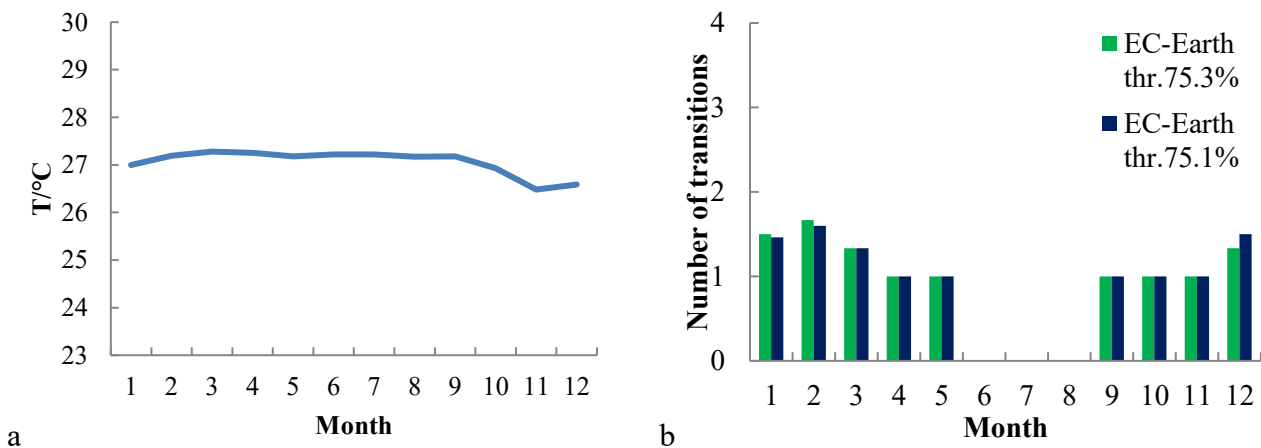 30
29
28
27
26
25
24
23
T/°C
1 2 3 4 5 6 7 8 9 10 11 12
Month
a
4
3
2
1
0
Number of transitions
EC-Earth
thr.75.3%
EC-Earth
thr.75.1%
1 2 3 4 5 6 7 8 9 10 11 12
Month
b